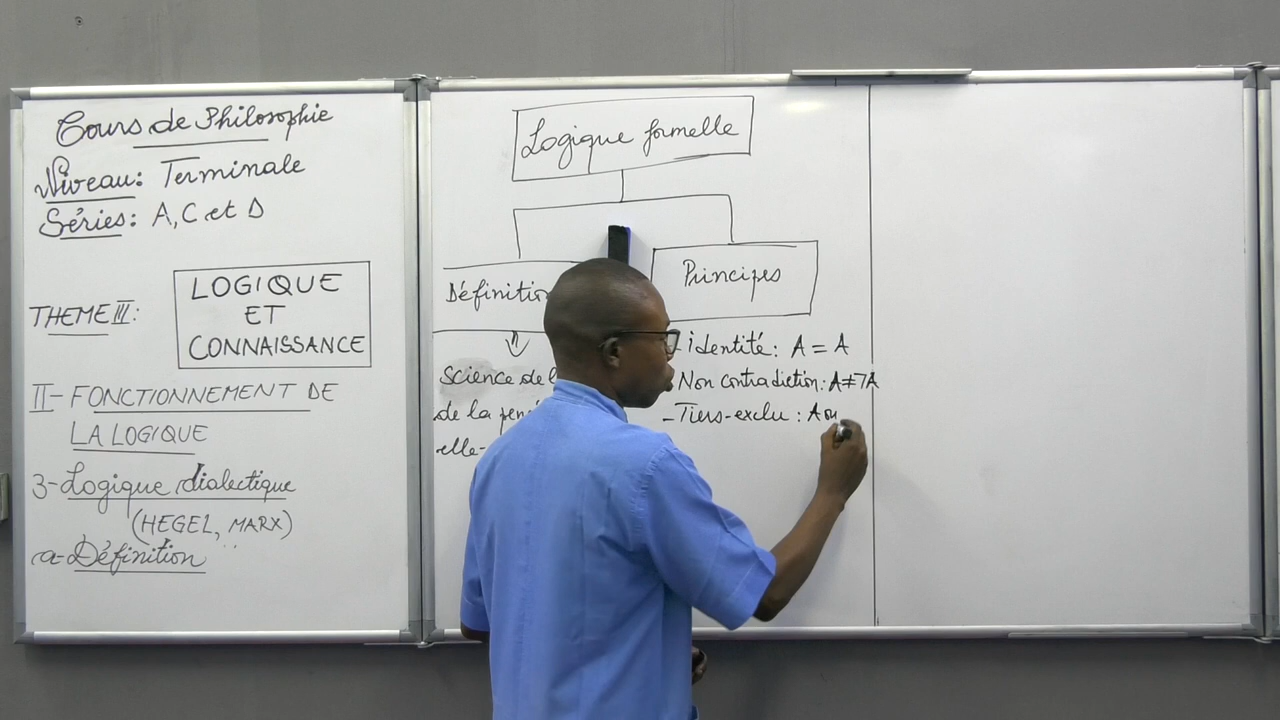 Cours de Philosophie
Niveau: Terminale
Séries: A, C et D
THEME III:
LOGIQUE
ET
CONNAISSANCE
II- FONCTIONNEMENT DE
LA LOGIQUE
3- Logique dialectique
(HEGEL, MARX)
a- Définition
Logique formelle
Définition
Science de
de la
elle-
Principes
- identité: A = A
- Non contradiction: A ≠ 7A
- Tiers-exclu: A ou